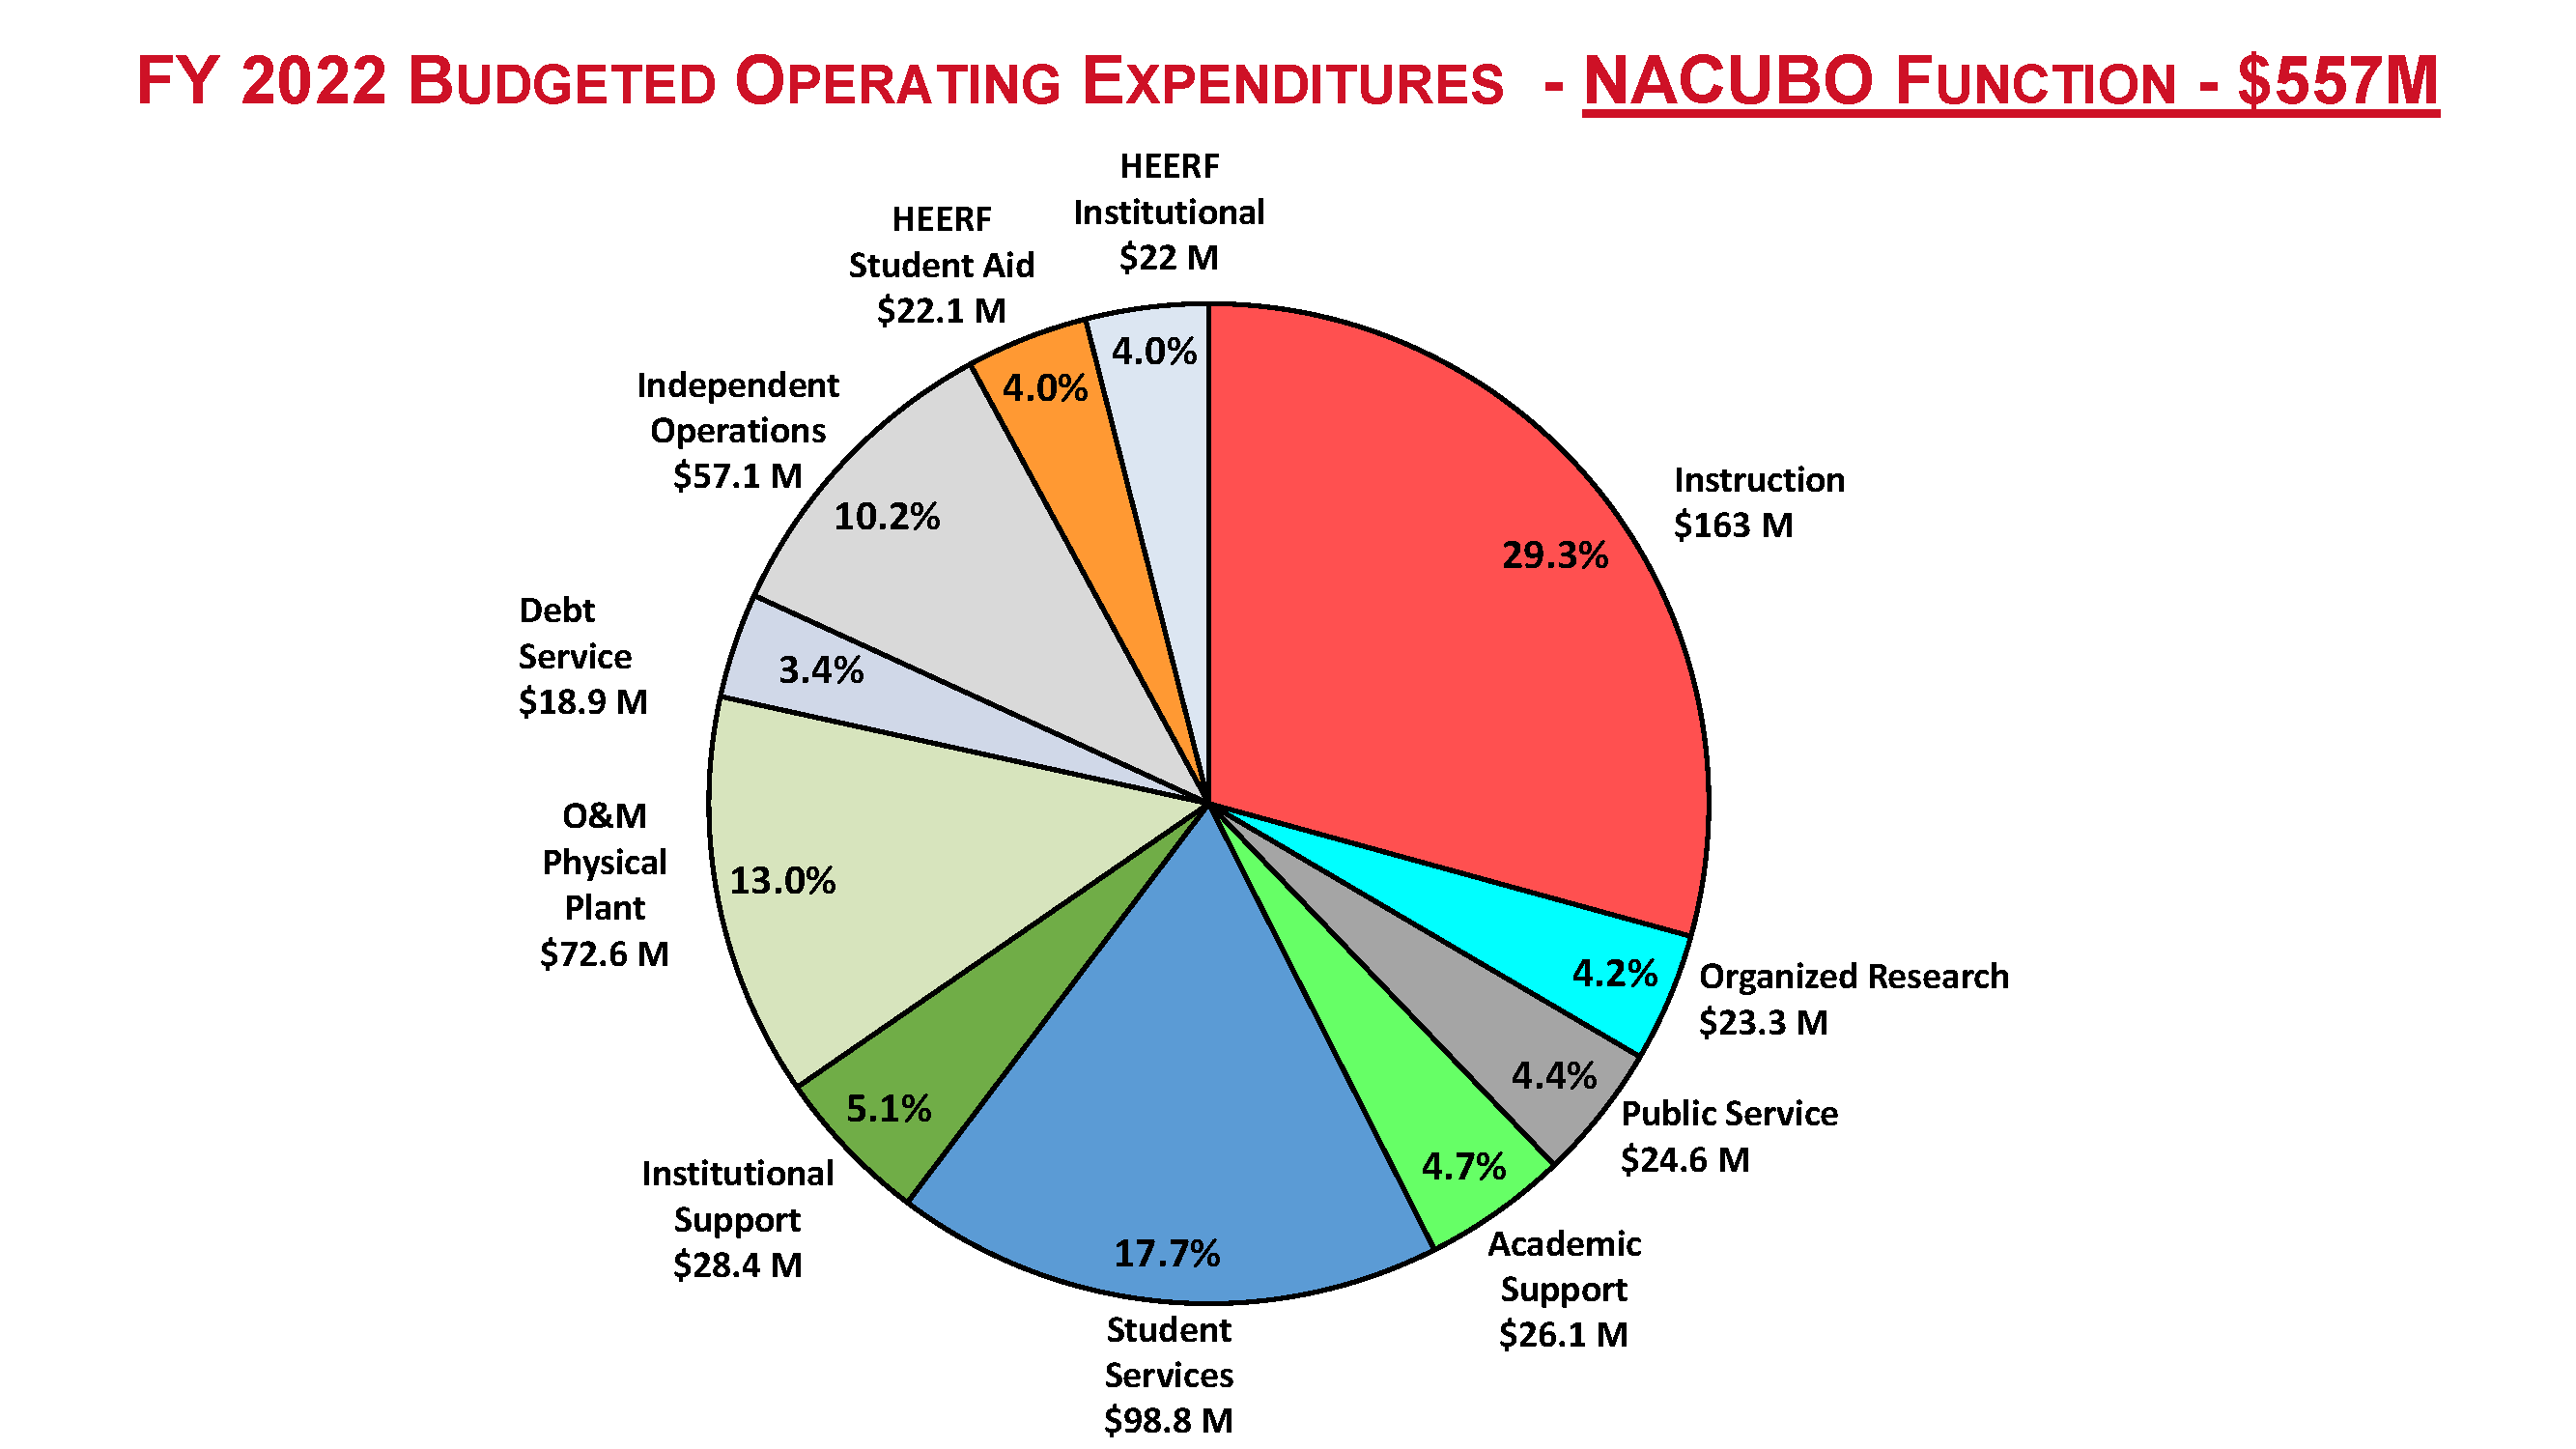 FY 2022 BUDGETED OPERATING EXPENDITURES - NACUBO FUNCTION - $557M
HEERF
Institutional
$22 M
4.0%
Instruction
$163 M
29.3%
Organized Research
$23.3 M
4.2%
Public Service
$24.6 M
4.4%
Academic
Support
$26.1 M
4.7%
Student
Services
$98.8 M
17.7%
Institutional
Support
$28.4 M
5.1%
O&M
Physical
Plant
$72.6 M
13.0%
Debt
Service
$18.9 M
3.4%
Independent
Operations
$57.1 M
10.2%
HEERF
Student Aid
$22.1 M
4.0%